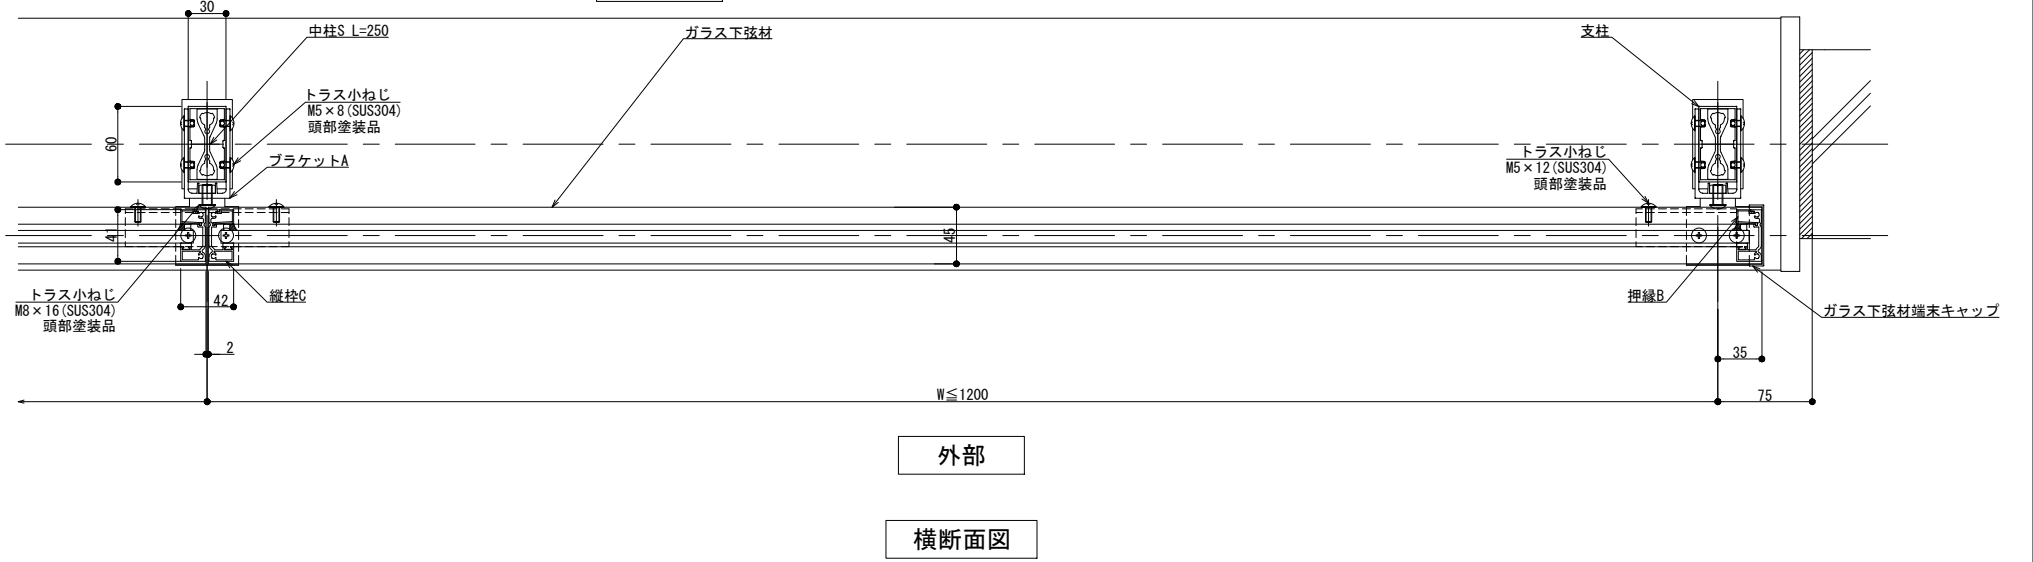 30
中柱S L=250
ガラス下弦材
支柱
トラス小ねじ
M5×8(SUS304)
頭部塗装品
60
ブラケットA
トラス小ねじ
M5×12(SUS304)
頭部塗装品
41
45
トラス小ねじ
M8×16(SUS304)
頭部塗装品
42
縦枠C
押縁B
ガラス下弦材端末キャップ
2
35
W≦1200
75
外部
横断面図